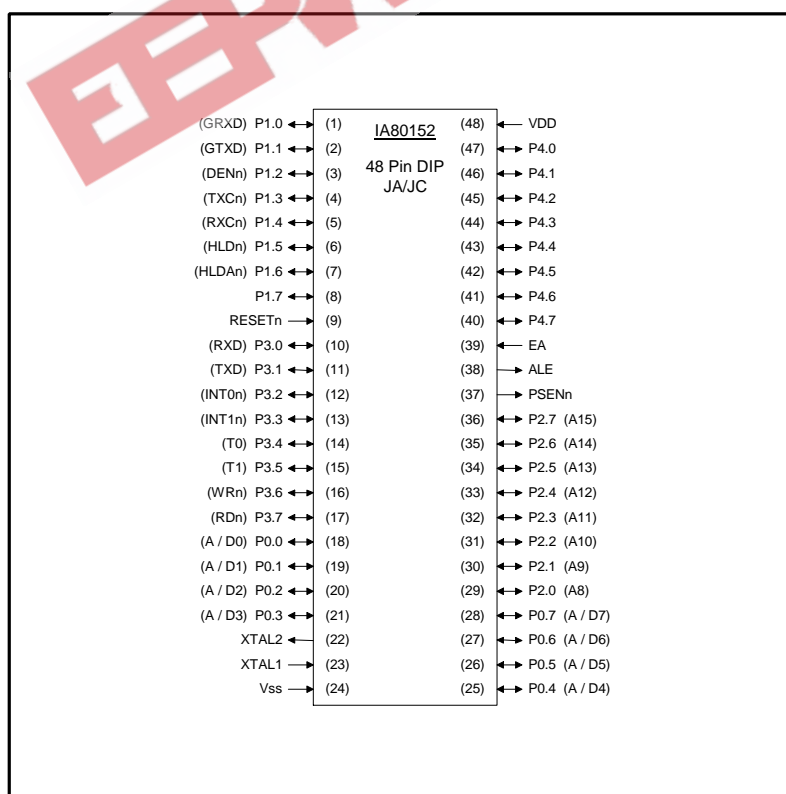 EEPW
IA80152
48 Pin DIP
JA/JC
(GRXD) P1.0 (1)
(GTXD) P1.1 (2)
(DENn) P1.2 (3)
(TXCn) P1.3 (4)
(RXCn) P1.4 (5)
(HLDn) P1.5 (6)
(HLDAn) P1.6 (7)
P1.7 (8)
RESETn (9)
(RXD) P3.0 (10)
(TXD) P3.1 (11)
(INT0n) P3.2 (12)
(INT1n) P3.3 (13)
(T0) P3.4 (14)
(T1) P3.5 (15)
(WRn) P3.6 (16)
(RDn) P3.7 (17)
(A / D0) P0.0 (18)
(A / D1) P0.1 (19)
(A / D2) P0.2 (20)
(A / D3) P0.3 (21)
XTAL2 (22)
XTAL1 (23)
Vss (24)
(48) VDD
(47) P4.0
(46) P4.1
(45) P4.2
(44) P4.3
(43) P4.4
(42) P4.5
(41) P4.6
(40) P4.7
(39) EA
(38) ALE
(37) PSENn
(36) P2.7 (A15)
(35) P2.6 (A14)
(34) P2.5 (A13)
(33) P2.4 (A12)
(32) P2.3 (A11)
(31) P2.2 (A10)
(30) P2.1 (A9)
(29) P2.0 (A8)
(28) P0.7 (A / D7)
(27) P0.6 (A / D6)
(26) P0.5 (A / D5)
(25) P0.4 (A / D4)